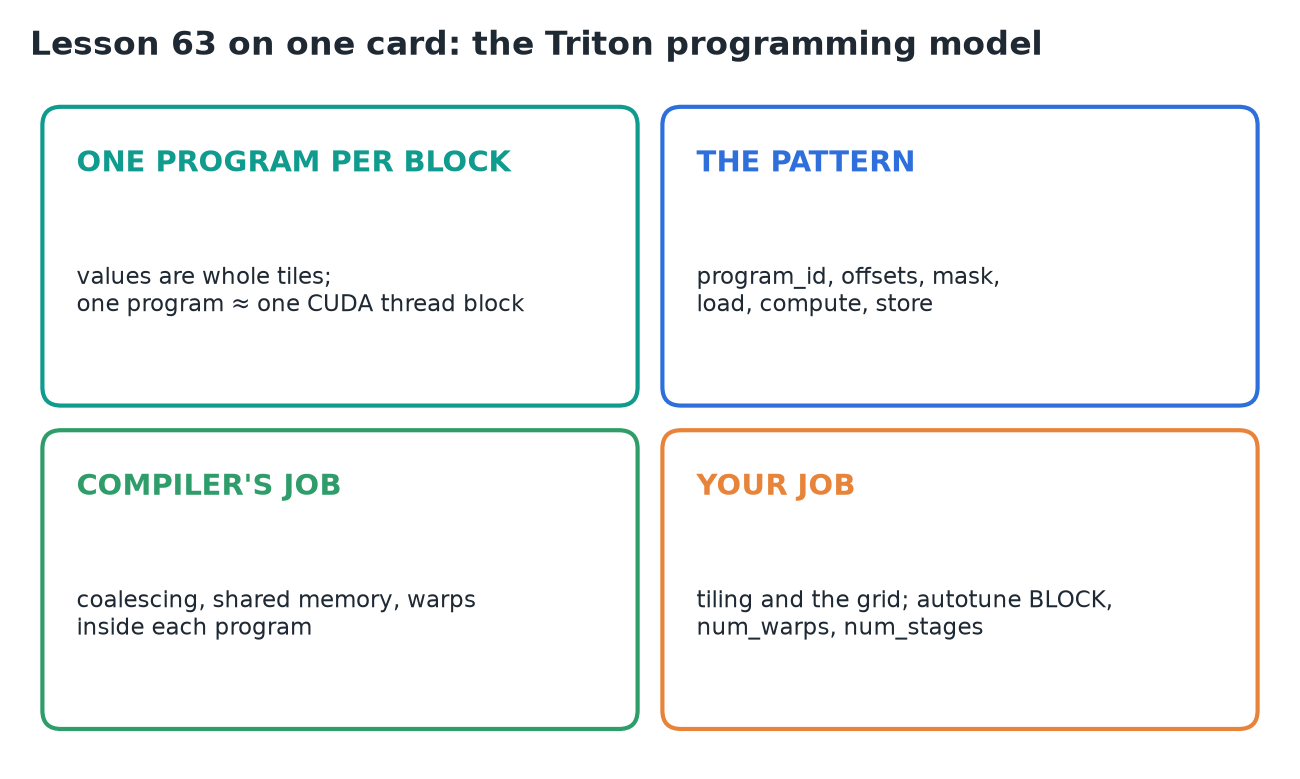 Lesson 63 on one card: the Triton programming model
ONE PROGRAM PER BLOCK
values are whole tiles;
one program ≈ one CUDA thread block
THE PATTERN
program_id, offsets, mask,
load, compute, store
COMPILER'S JOB
coalescing, shared memory, warps
inside each program
YOUR JOB
tiling and the grid; autotune BLOCK,
num_warps, num_stages